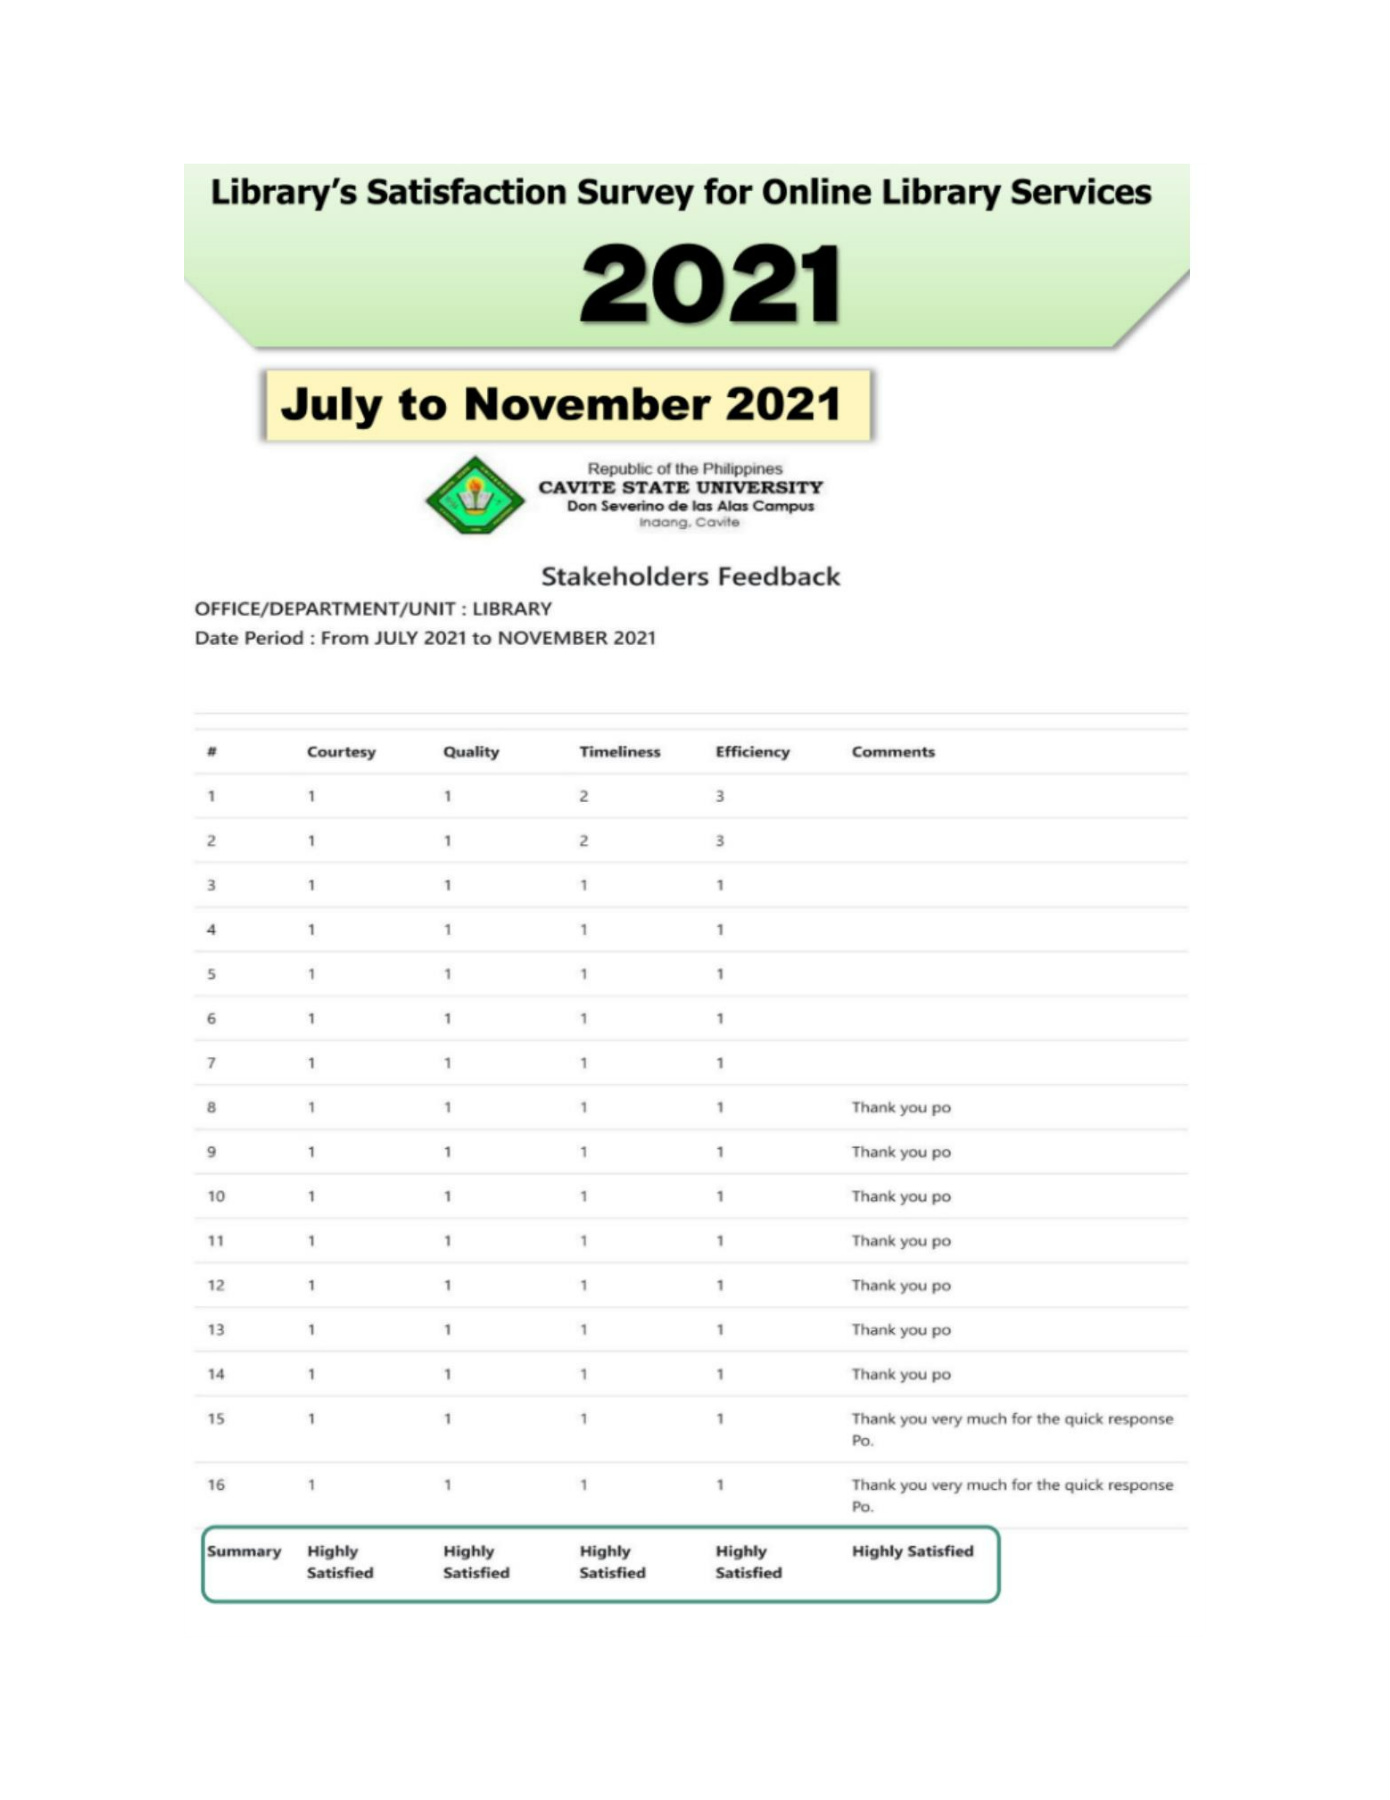 Library's Satisfaction Survey for Online Library Services
2021
July to November 2021
Republic of the Philippines
CAVITE STATE UNIVERSITY
Don Severino de las Alas Campus
Indang, Cavite
Stakeholders Feedback
OFFICE/DEPARTMENT/UNIT : LIBRARY
Date Period : From JULY 2021 to NOVEMBER 2021
# Courtesy Quality Timeliness Efficiency Comments
1 1 1 2 3
2 1 1 2 3
3 1 1 1 1
4 1 1 1 1
5 1 1 1 1
6 1 1 1 1
7 1 1 1 1
8 1 1 1 1 Thank you po
9 1 1 1 1 Thank you po
10 1 1 1 1 Thank you po
11 1 1 1 1 Thank you po
12 1 1 1 1 Thank you po
13 1 1 1 1 Thank you po
14 1 1 1 1 Thank you po
15 1 1 1 1 Thank you very much for the quick response
Po.
16 1 1 1 1 Thank you very much for the quick response
Po.
Summary Highly Highly Highly Highly Highly Satisfied
Satisfied Satisfied Satisfied Satisfied